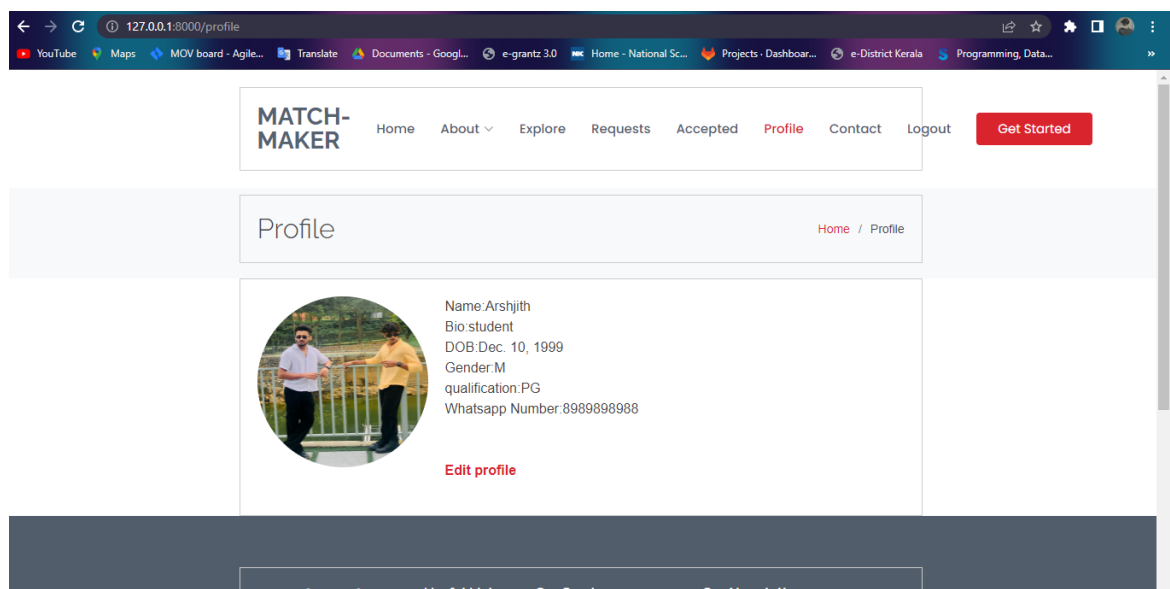 127.0.0.1:8000/profile
YouTube Maps MOV board - Agile... Translate Documents - Googl... e-grantz 3.0 Home - National Sc... Projects · Dashboar... e-District Kerala Programming, Data... »
MATCH-
MAKER
Home About Explore Requests Accepted Profile Contact Logout Get Started
Profile
Home / Profile
Name:Arshjith
Bio:student
DOB:Dec. 10, 1999
Gender:M
qualification:PG
Whatsapp Number:8989898988
Edit profile